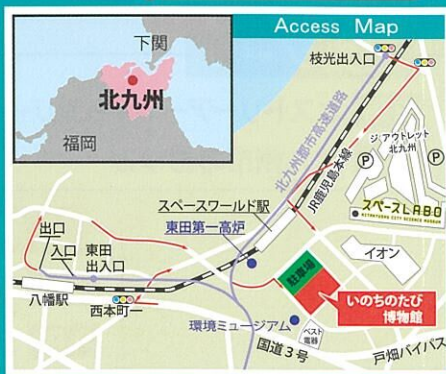 Access Map
下関
北九州
福岡
枝光出入口
北九州都市高速道路
JR鹿児島本線
ジ アウトレット
北九州
P
P
スペースLABO
KITAKYUSHU CITY SCIENCE MUSEUM
スペースワールド駅
東田第一高炉
イオン
出口
入口
東田
出入口
駐車場
いのちのたび
博物館
八幡駅
西本町一
環境ミュージアム
ベスト
電器
国道3号
戸畑バイパス